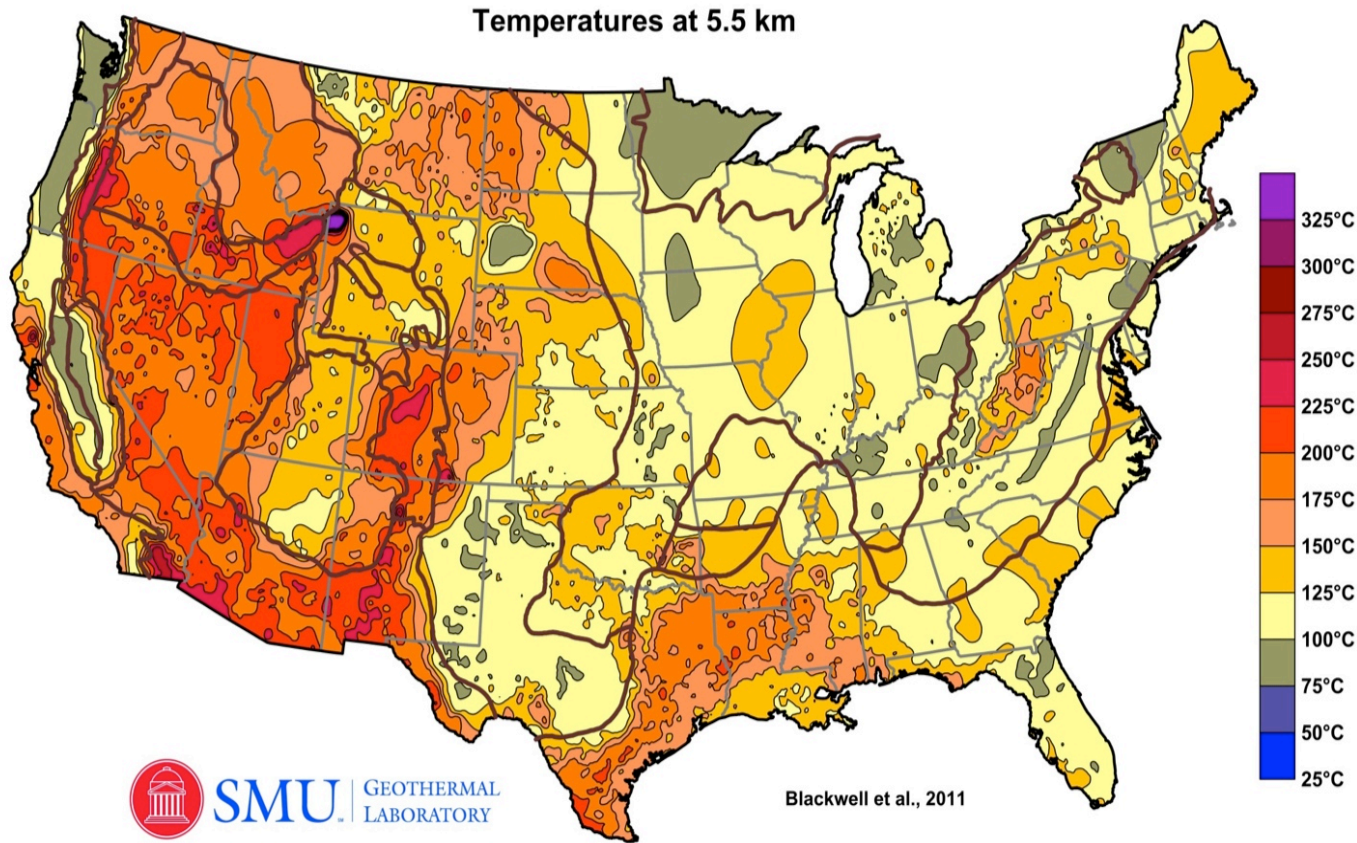 Temperatures at 5.5 km
325°C
300°C
275°C
250°C
225°C
200°C
175°C
150°C
125°C
100°C
75°C
50°C
25°C
SMU
GEOTHERMAL
LABORATORY
Blackwell et al., 2011